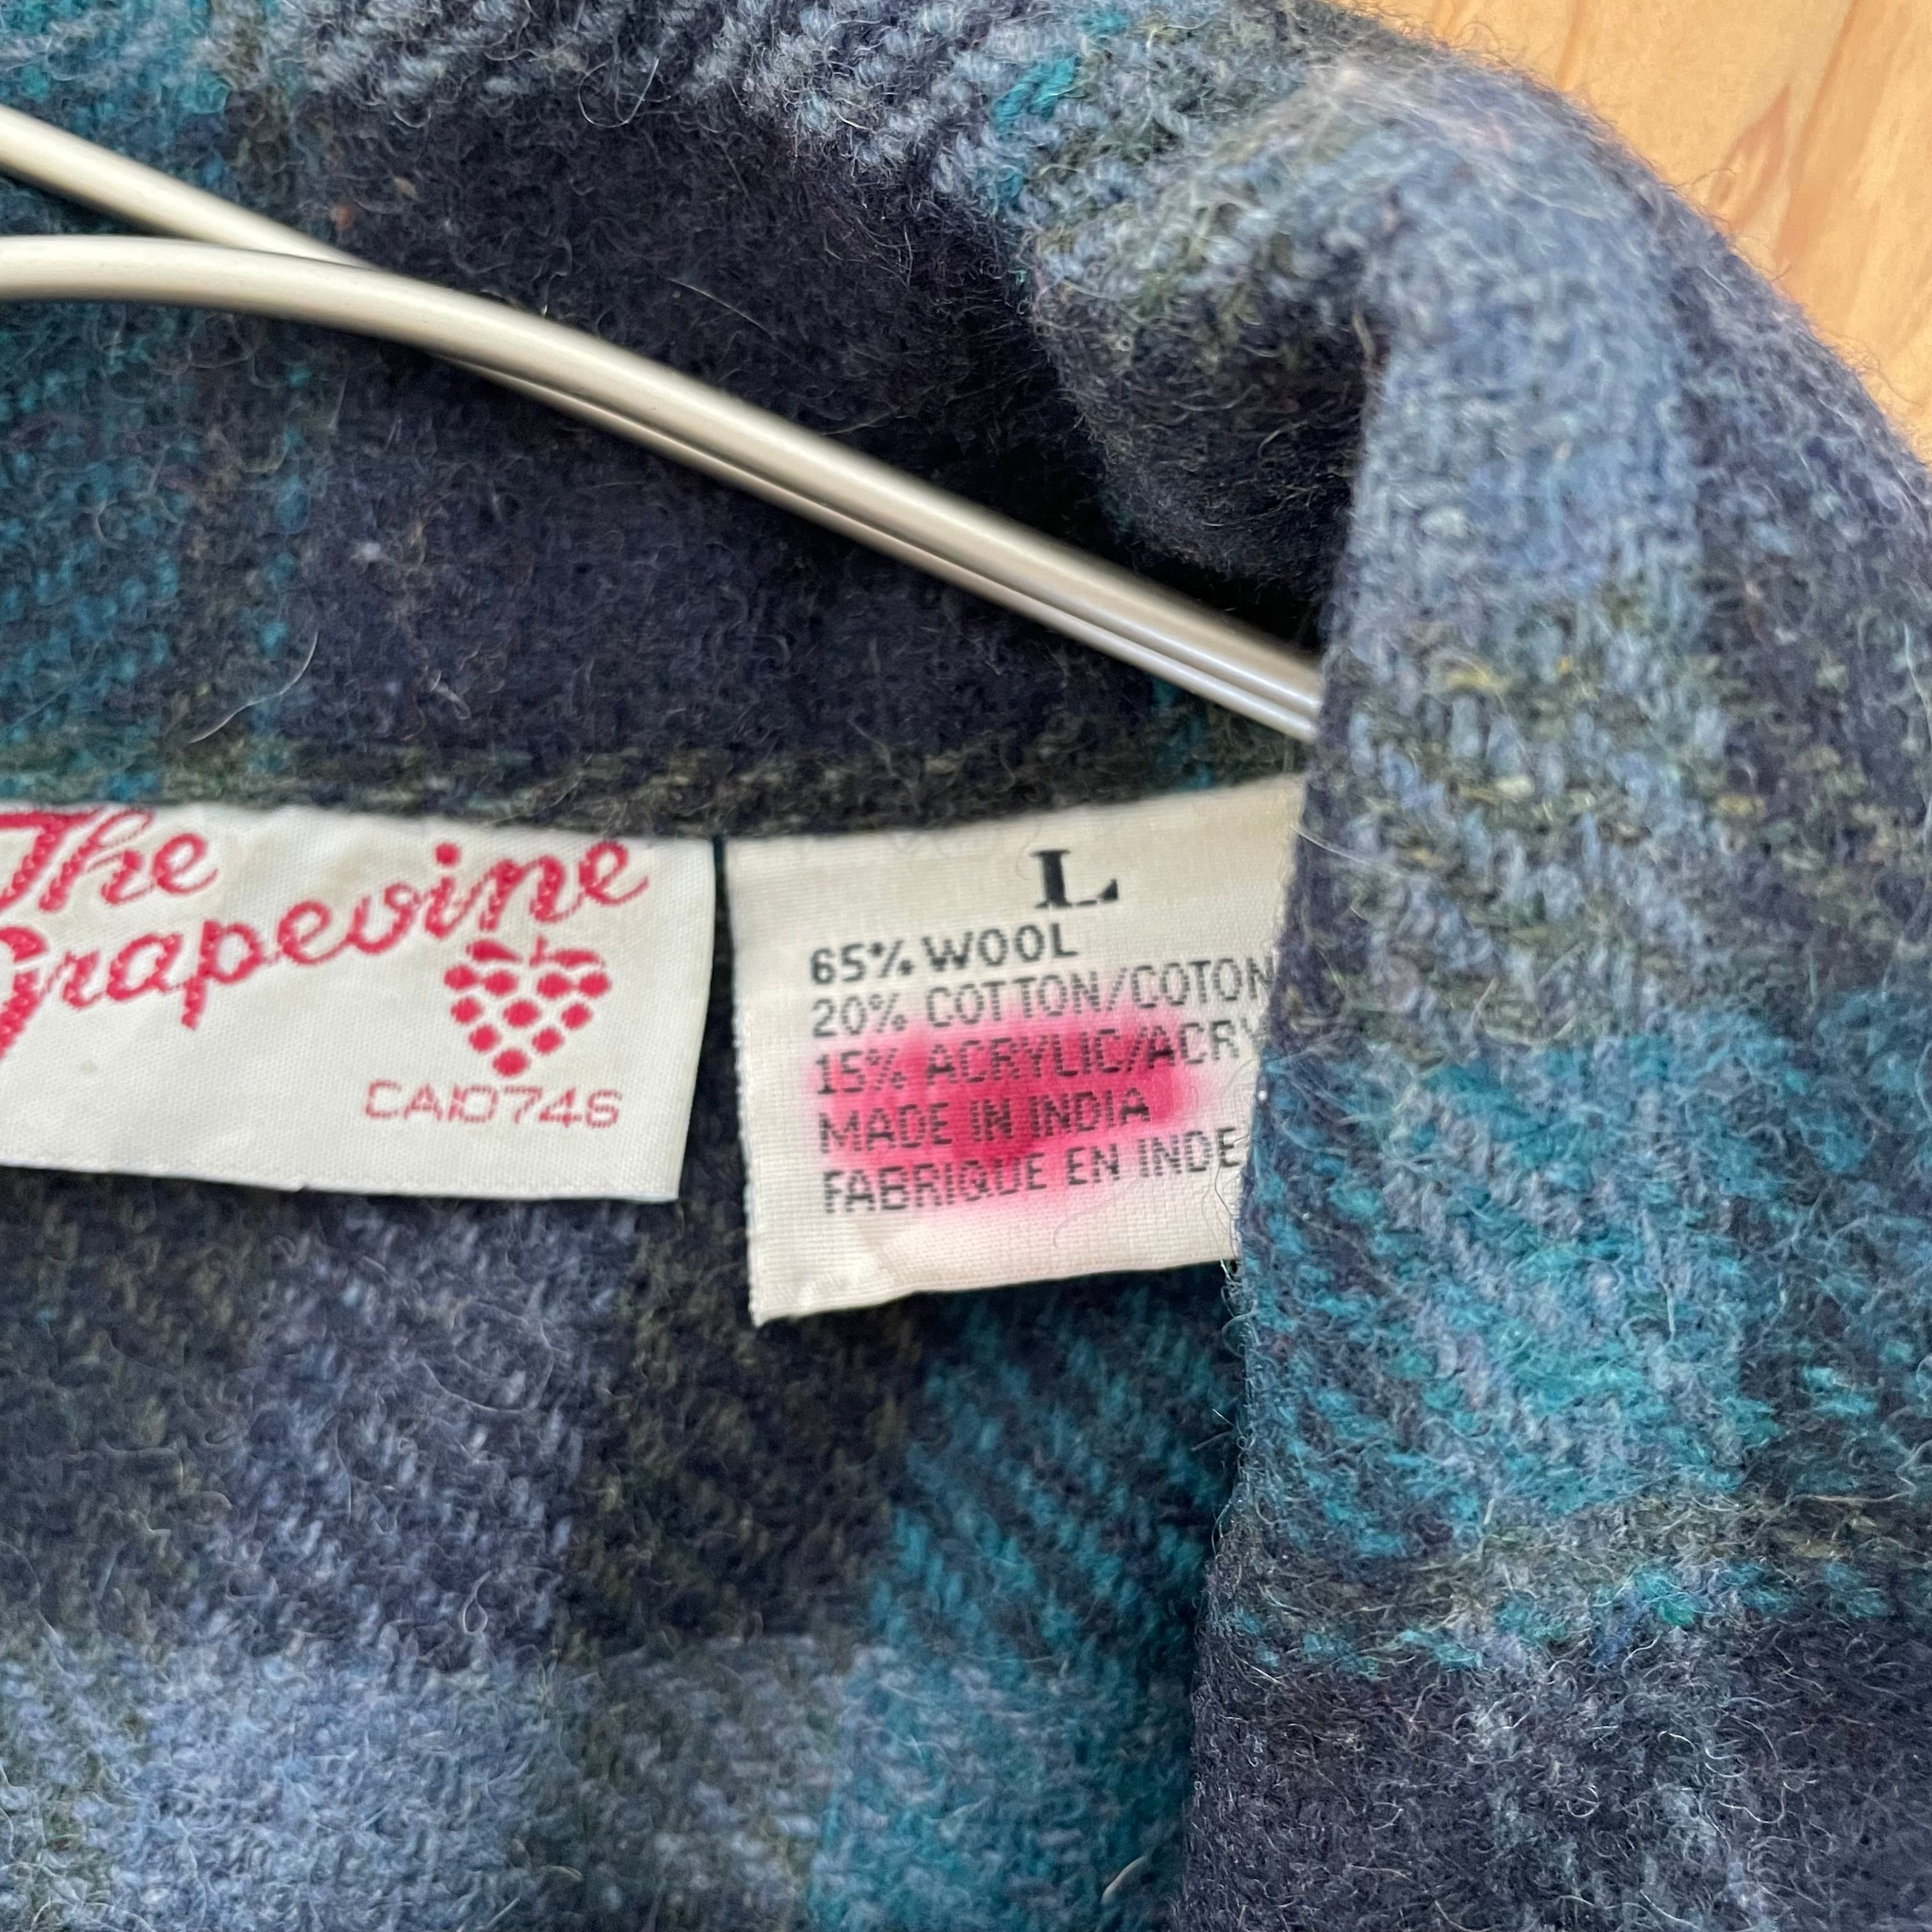 The
Grapevine
CA10746
L
65% WOOL
20% COTTON/COTON
15% ACRYLIC/ACRY
MADE IN INDIA
FABRIQUE EN INDE